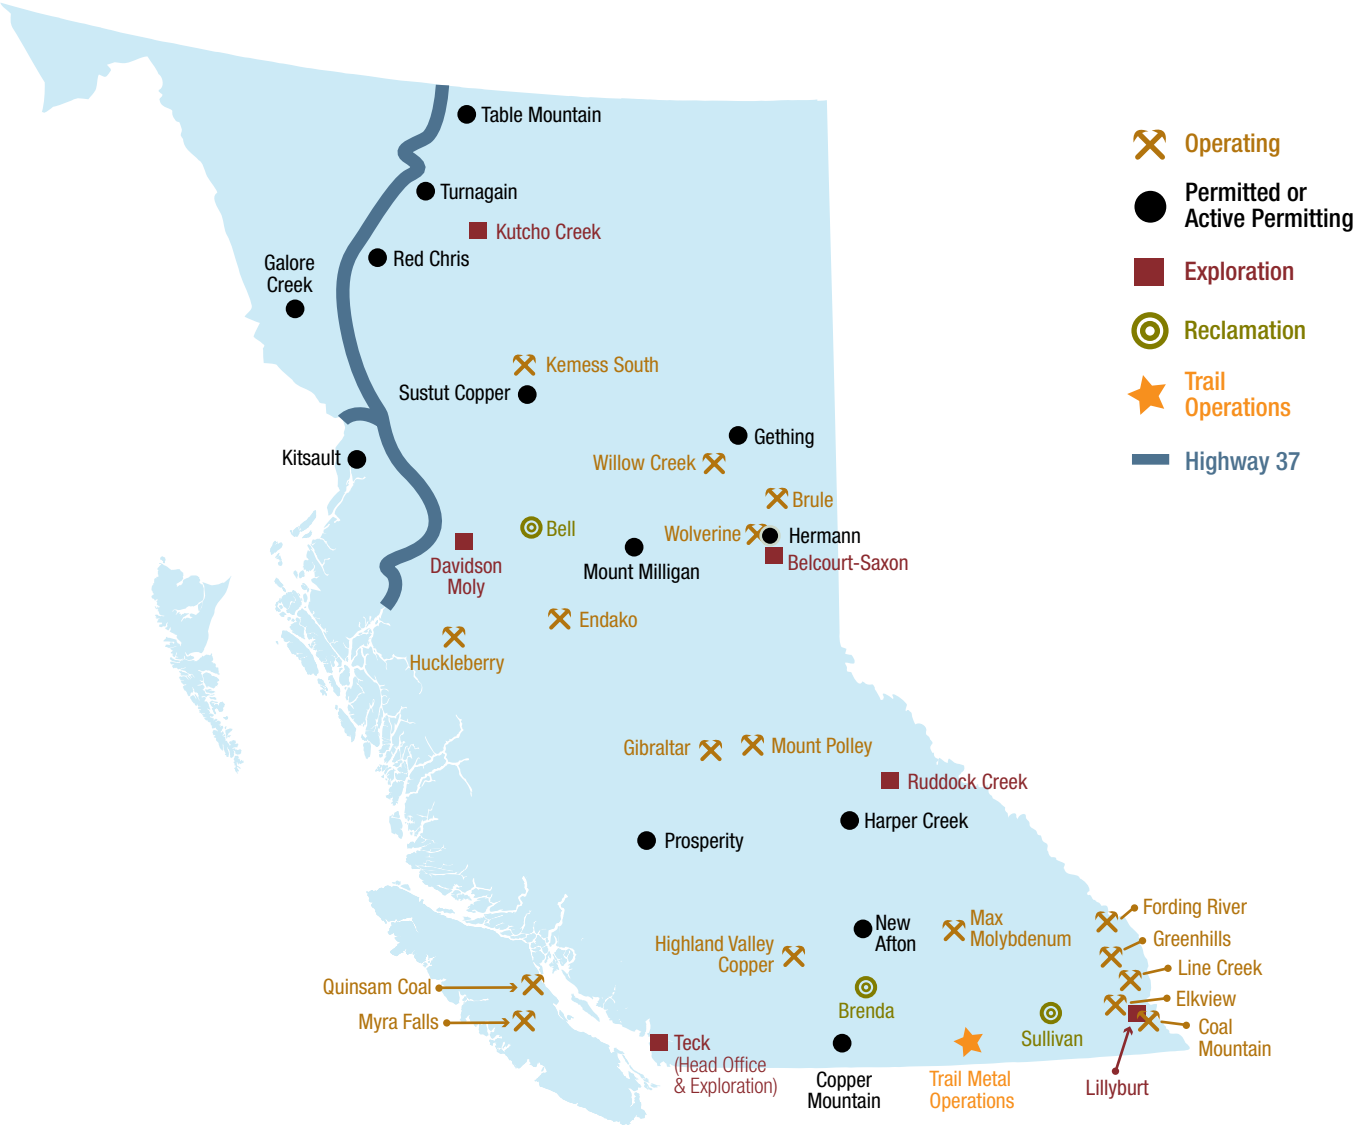 Table Mountain
Turnagain
Kutcho Creek
Red Chris
Galore
Creek
Kemess South
Sustut Copper
Gething
Kitsault
Willow Creek
Brule
Bell
Wolverine
Hermann
Belcourt-Saxon
Davidson
Moly
Mount Milligan
Endako
Huckleberry
Gibraltar
Mount Polley
Ruddock Creek
Harper Creek
Prosperity
New
Afton
Max
Molybdenum
Highland Valley
Copper
Fording River
Greenhills
Line Creek
Elkview
Coal
Mountain
Quinsam Coal
Myra Falls
Brenda
Sullivan
Teck
(Head Office
& Exploration)
Copper
Mountain
Trail Metal
Operations
Lillyburt
Operating
Permitted or
Active Permitting
Exploration
Reclamation
Trail
Operations
Highway 37